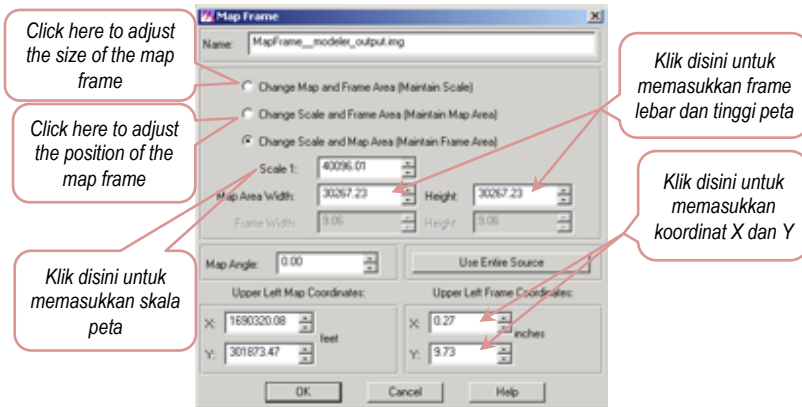 Map Frame
Name: MapFrame__modeler_output.img
Click here to adjust
the size of the map
frame
Click here to adjust
the position of the
map frame
Klik disini untuk
memasukkan skala
peta
Change Map and Frame Area (Maintain Scale)
Change Scale and Frame Area (Maintain Map Area)
Change Scale and Map Area (Maintain Frame Area)
Scale 1: 40096.01
Map Area Width: 30267.23 Height: 30267.23
Frame Width: 9.06 Height: 9.06
Map Angle: 0.00 Use Entire Source
Upper Left Map Coordinates: Upper Left Frame Coordinates:
X: 1690320.08 X: 0.27
feet inches
Y: 301873.47 Y: 9.73
OK Cancel Help
Klik disini untuk
memasukkan frame
lebar dan tinggi peta
Klik disini untuk
memasukkan
koordinat X dan Y